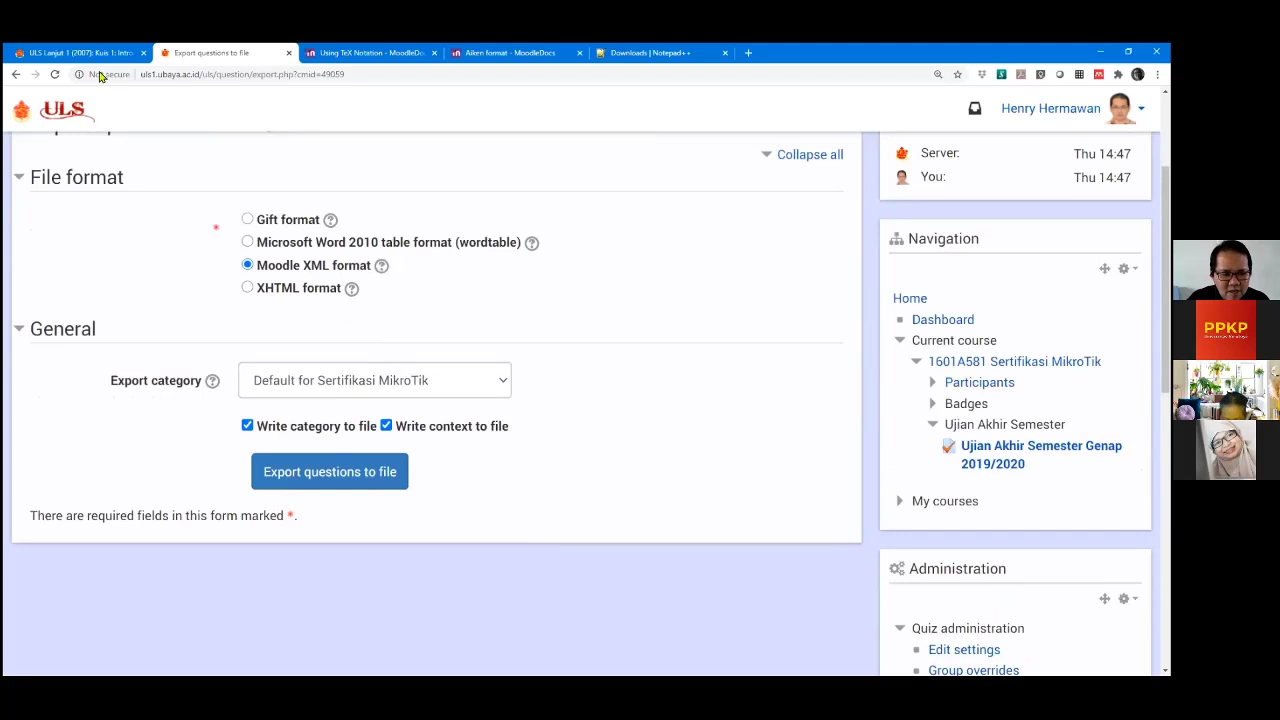 ULS Lanjut 1 (2007): Kuis 1: Intro
Export questions to file
Using TeX Notation - MoodleDoc
Aiken format - MoodleDocs
Downloads | Notepad++
Not secure
uls1.ubaya.ac.id/uls/question/export.php?cmid=49059
ULS
Henry Hermawan
Collapse all
File format
Gift format
Microsoft Word 2010 table format (wordtable)
Moodle XML format
XHTML format
General
Export category
Default for Sertifikasi MikroTik
Write category to file
Write context to file
Export questions to file
There are required fields in this form marked *.
Server: Thu 14:47
You: Thu 14:47
Navigation
Home
Dashboard
Current course
1601A581 Sertifikasi MikroTik
Participants
Badges
Ujian Akhir Semester
Ujian Akhir Semester Genap
2019/2020
My courses
Administration
Quiz administration
Edit settings
Group overrides
PPKP